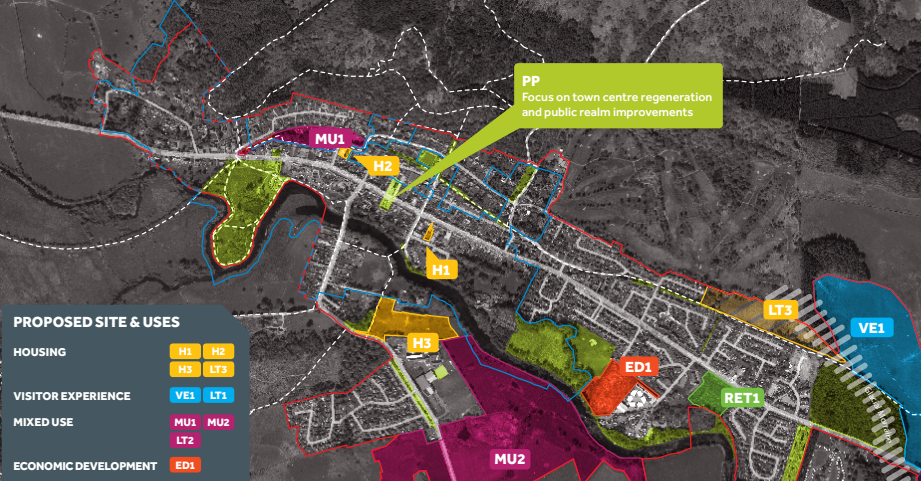 PP
Focus on town centre regeneration
and public realm improvements
MU1
H2
H1
LT3
VE1
H3
ED1
RET1
MU2
PROPOSED SITE & USES
HOUSING H1 H2
H3 LT3
VISITOR EXPERIENCE VE1 LT1
MIXED USE MU1 MU2
LT2
ECONOMIC DEVELOPMENT ED1